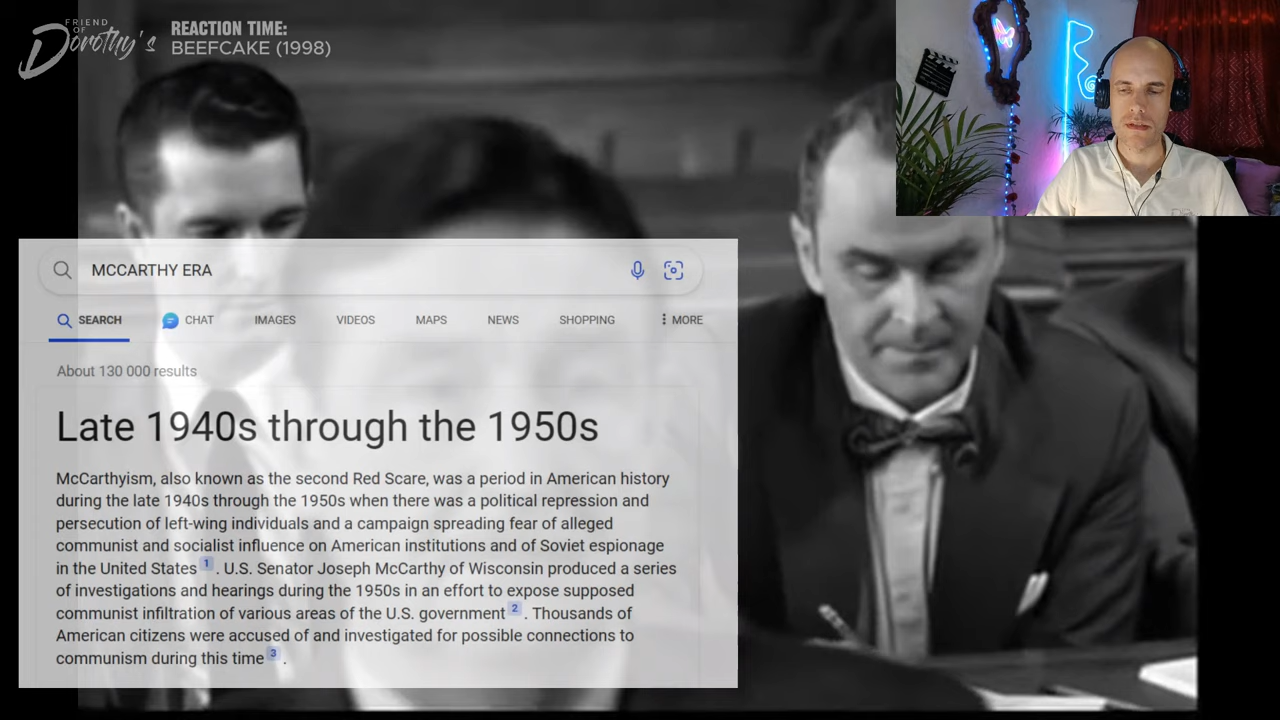 FRIEND
OF
Dorothy's
REACTION TIME:
BEEFCAKE (1998)
MCCARTHY ERA
SEARCH CHAT IMAGES VIDEOS MAPS NEWS SHOPPING MORE
About 130 000 results
Late 1940s through the 1950s
McCarthyism, also known as the second Red Scare, was a period in American history
during the late 1940s through the 1950s when there was a political repression and
persecution of left-wing individuals and a campaign spreading fear of alleged
communist and socialist influence on American institutions and of Soviet espionage
in the United States 1 . U.S. Senator Joseph McCarthy of Wisconsin produced a series
of investigations and hearings during the 1950s in an effort to expose supposed
communist infiltration of various areas of the U.S. government 2 . Thousands of
American citizens were accused of and investigated for possible connections to
communism during this time 3 .